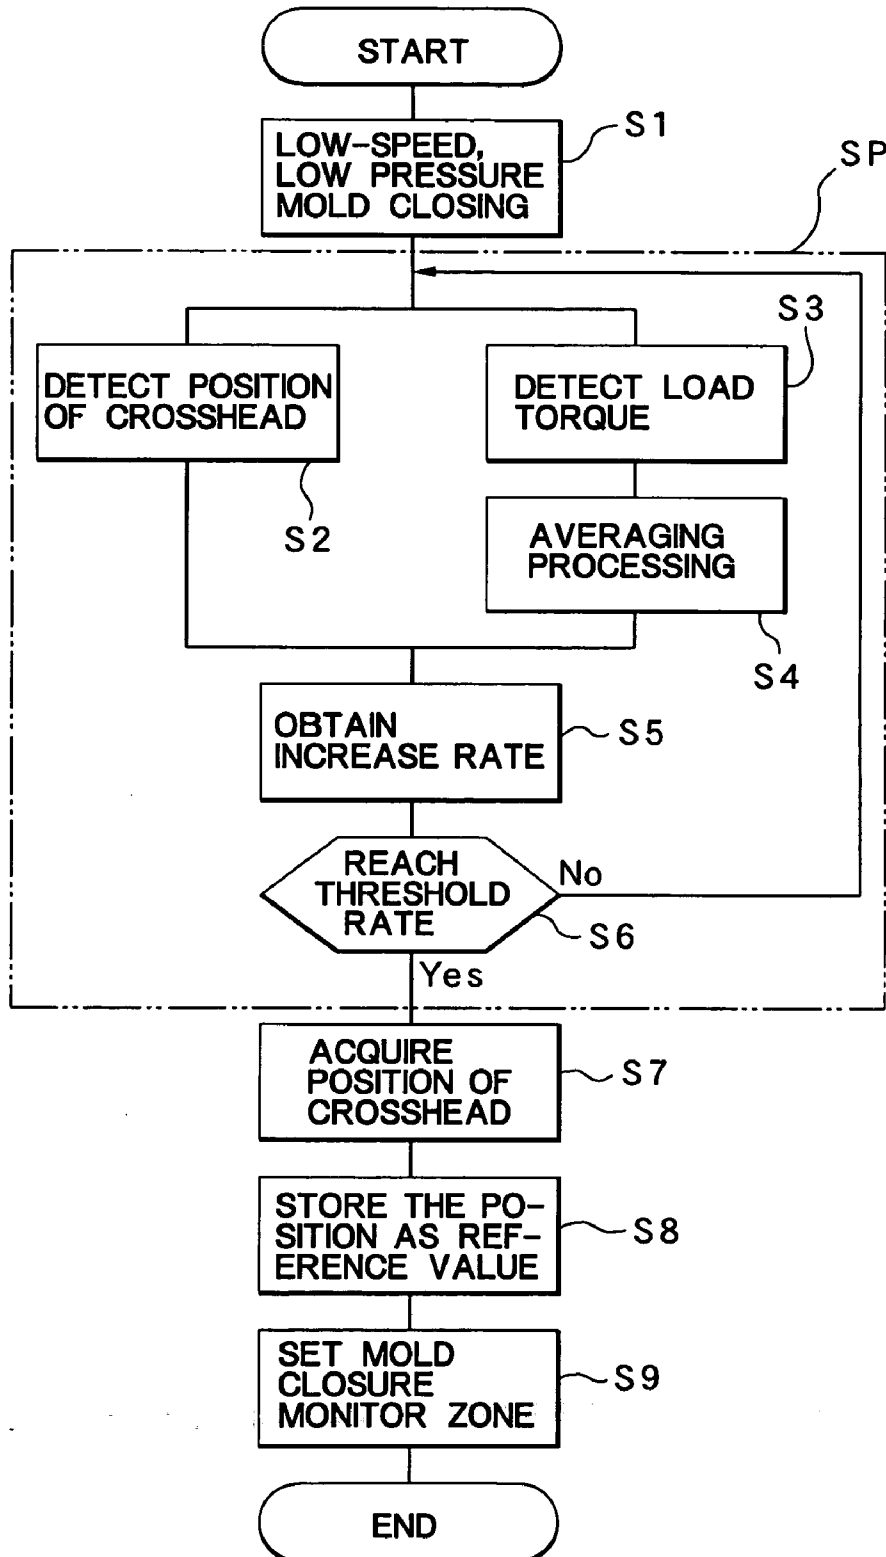 START
S1
LOW-SPEED,
LOW PRESSURE
MOLD CLOSING
SP
S3
DETECT POSITION
OF CROSSHEAD
DETECT LOAD
TORQUE
S2
AVERAGING
PROCESSING
S4
OBTAIN
INCREASE RATE
S5
REACH
THRESHOLD
RATE
No
S6
Yes
ACQUIRE
POSITION OF
CROSSHEAD
S7
STORE THE PO-
SITION AS REF-
ERENCE VALUE
S8
SET MOLD
CLOSURE
MONITOR ZONE
S9
END